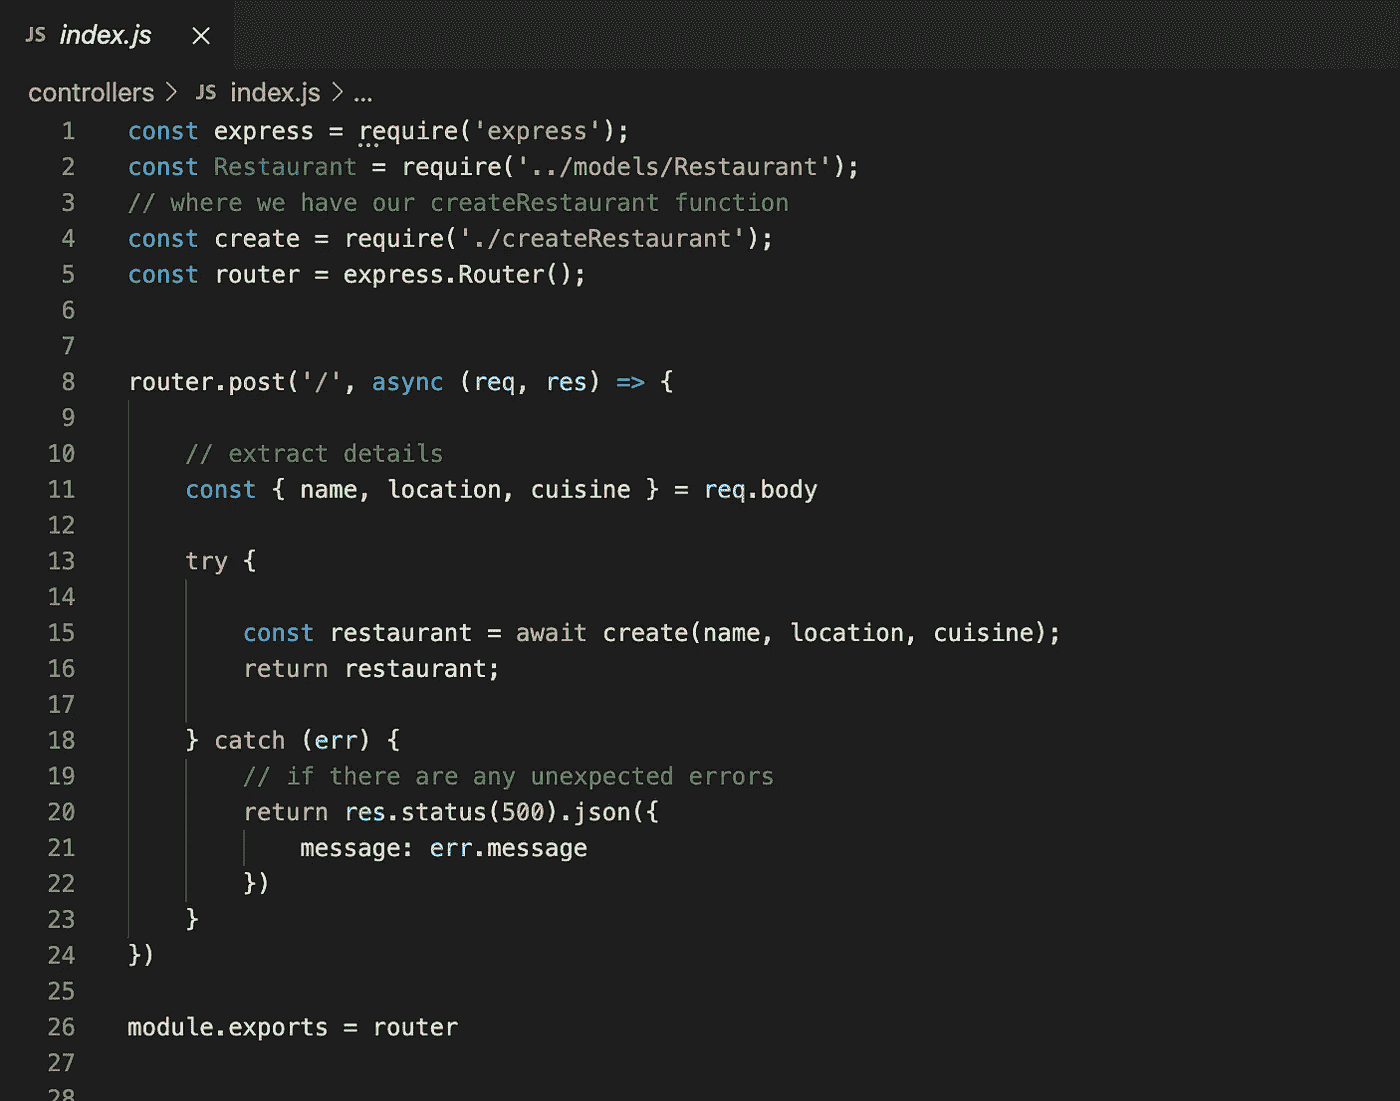 JS index.js ×
controllers > JS index.js > ...
1 const express = require('express');
2 const Restaurant = require('../models/Restaurant');
3 // where we have our createRestaurant function
4 const create = require('./createRestaurant');
5 const router = express.Router();
6
7
8 router.post('/', async (req, res) => {
9
10 // extract details
11 const { name, location, cuisine } = req.body
12
13 try {
14
15 const restaurant = await create(name, location, cuisine);
16 return restaurant;
17
18 } catch (err) {
19 // if there are any unexpected errors
20 return res.status(500).json({
21 message: err.message
22 })
23 }
24 })
25
26 module.exports = router
27
28